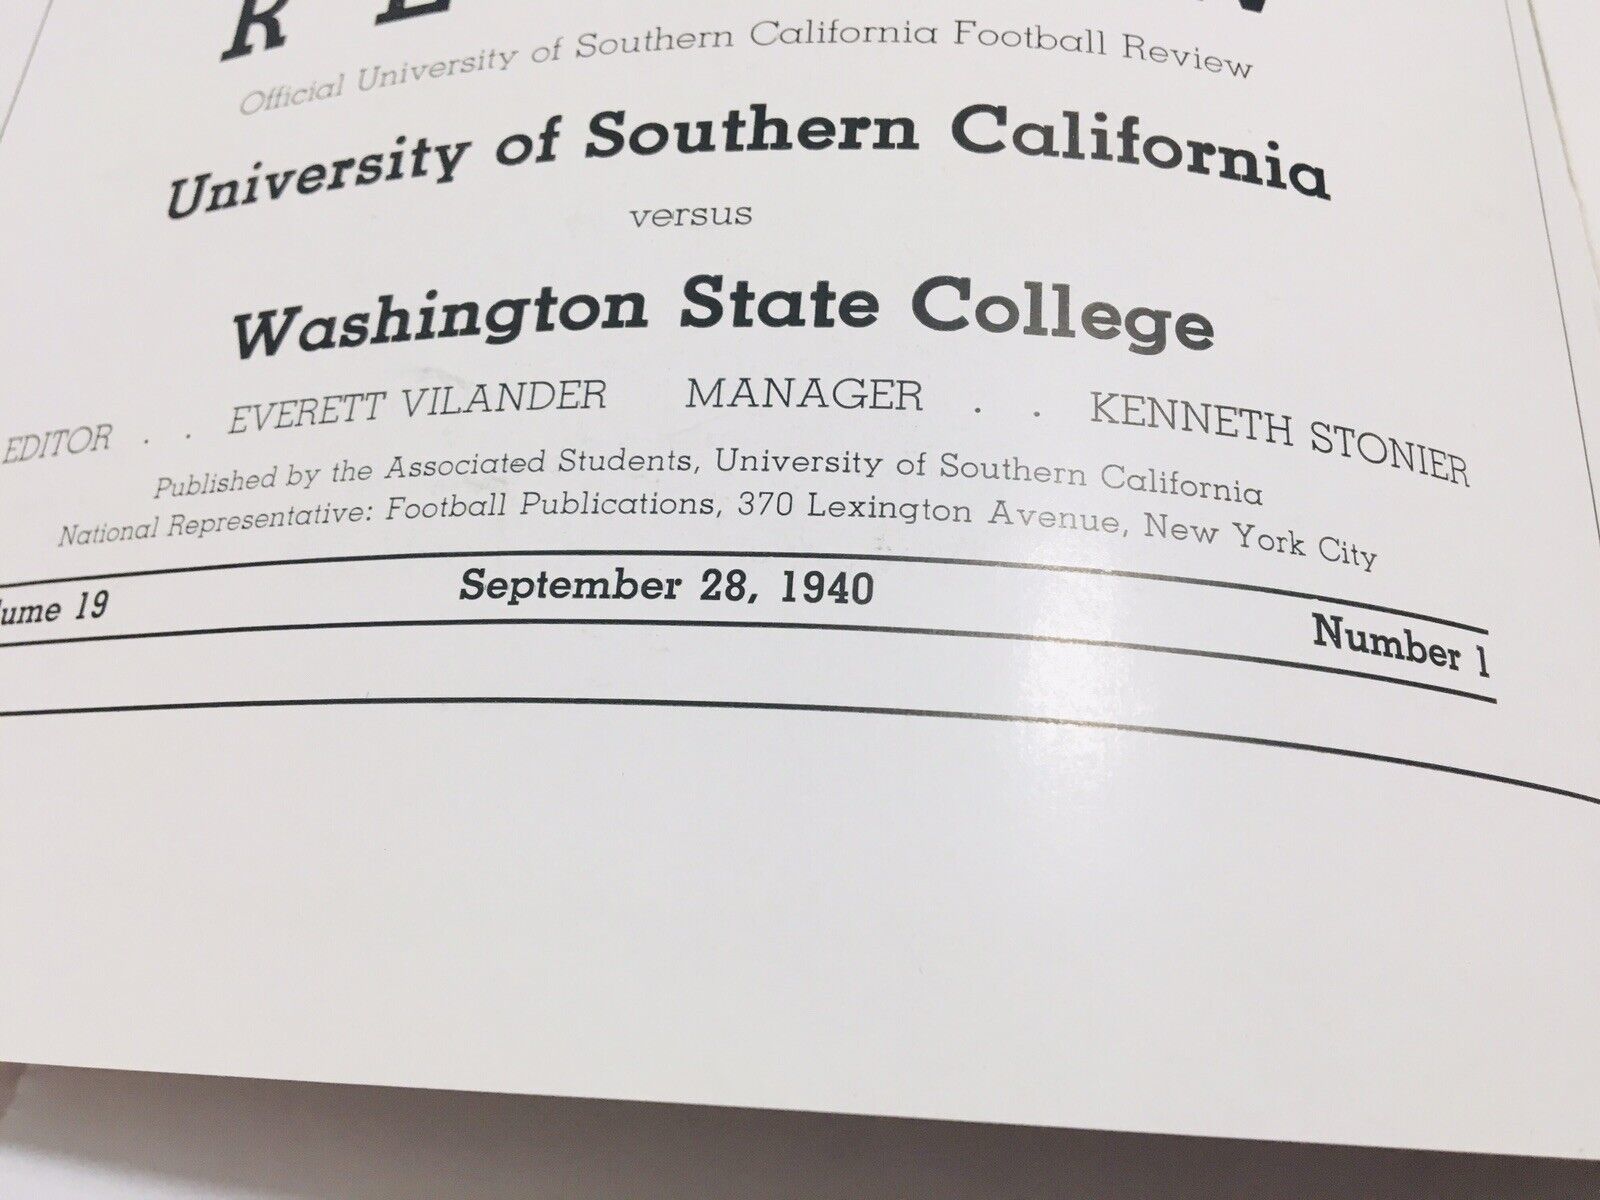 Official University of Southern California Football Review
University of Southern California
versus
Washington State College
EDITOR . . EVERETT VILANDER MANAGER . . KENNETH STONIER
Published by the Associated Students, University of Southern California
National Representative: Football Publications, 370 Lexington Avenue, New York City
ume 19 September 28, 1940 Number 1